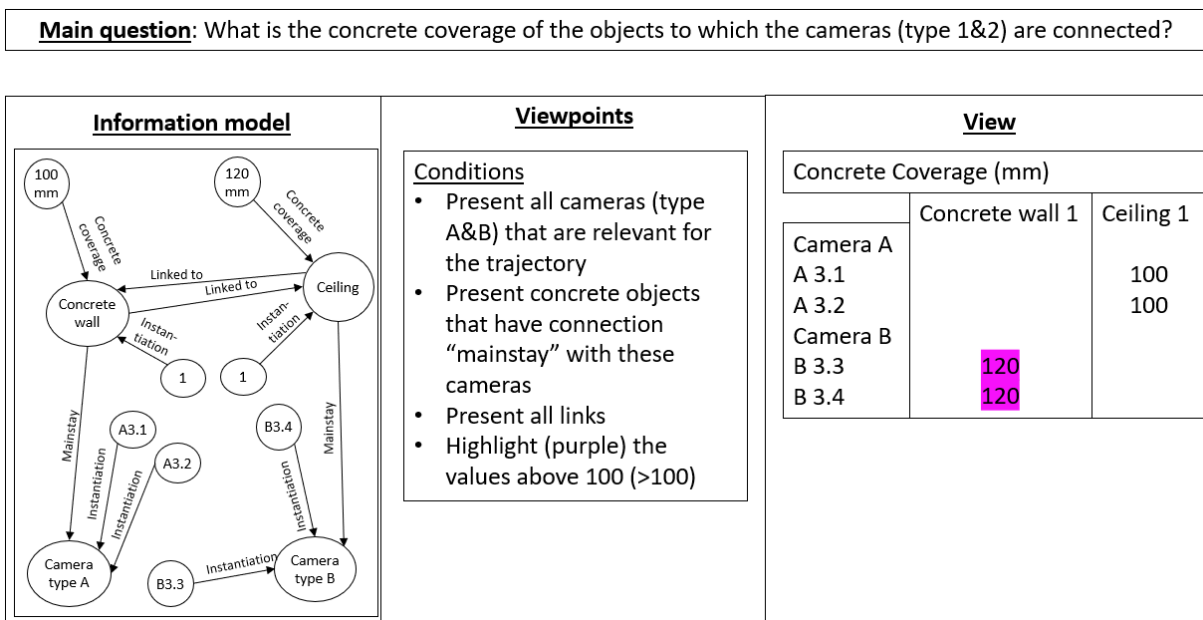 Main question: What is the concrete coverage of the objects to which the cameras (type 1&2) are connected?
Information model
100
mm
120
mm
Concrete
coverage
Concrete
coverage
Linked to
Linked to
Concrete
wall
Ceiling
Instan-
tiation
Instan-
tiation
1
1
Mainstay
Mainstay
A3.1
A3.2
B3.4
Instantiation
Instantiation
Instantiation
Camera
type A
B3.3
Instantiation
Camera
type B
Viewpoints
Conditions
• Present all cameras (type
A&B) that are relevant for
the trajectory
• Present concrete objects
that have connection
“mainstay” with these
cameras
• Present all links
• Highlight (purple) the
values above 100 (>100)
View
Concrete Coverage (mm)
Concrete wall 1 Ceiling 1
Camera A
A 3.1 100
A 3.2 100
Camera B
B 3.3 120
B 3.4 120